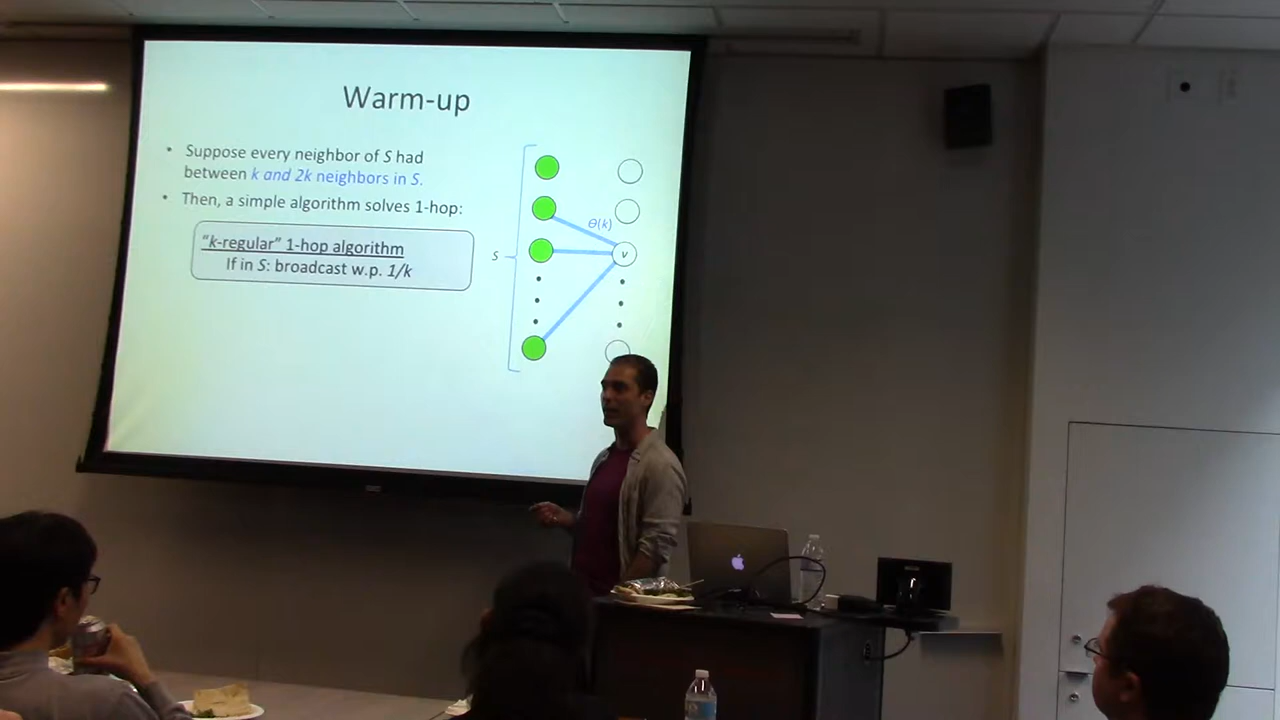 Warm-up
• Suppose every neighbor of S had
between k and 2k neighbors in S.
• Then, a simple algorithm solves 1-hop:
"k-regular" 1-hop algorithm
If in S: broadcast w.p. 1/k
S
Θ(k)
v